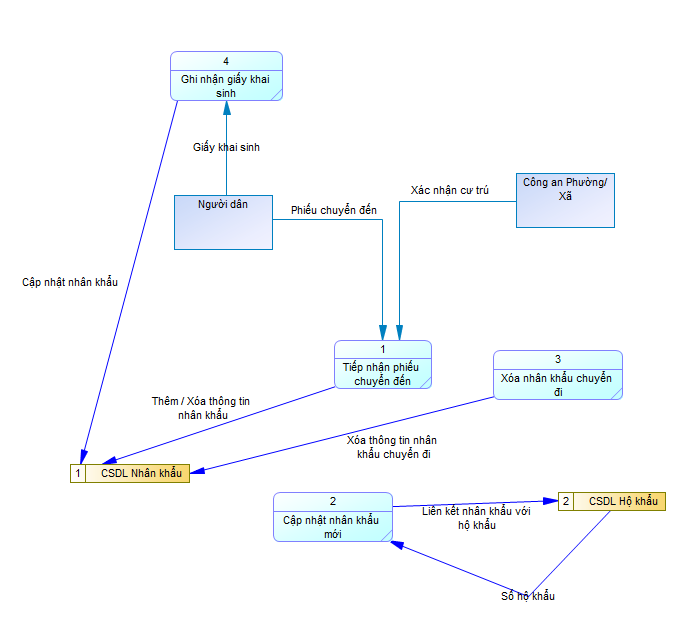 4
Ghi nhận giấy khai
sinh
Giấy khai sinh
Người dân
Phiếu chuyển đến
Xác nhận cư trú
Công an Phường/
Xã
Cập nhật nhân khẩu
1
Tiếp nhận phiếu
chuyển đến
3
Xóa nhân khẩu chuyển
đi
Thêm / Xóa thông tin
nhân khẩu
Xóa thông tin nhân
khẩu chuyển đi
1 CSDL Nhân khẩu
2
Cập nhật nhân khẩu
mới
Liên kết nhân khẩu với
hộ khẩu
2 CSDL Hộ khẩu
Sổ hộ khẩu